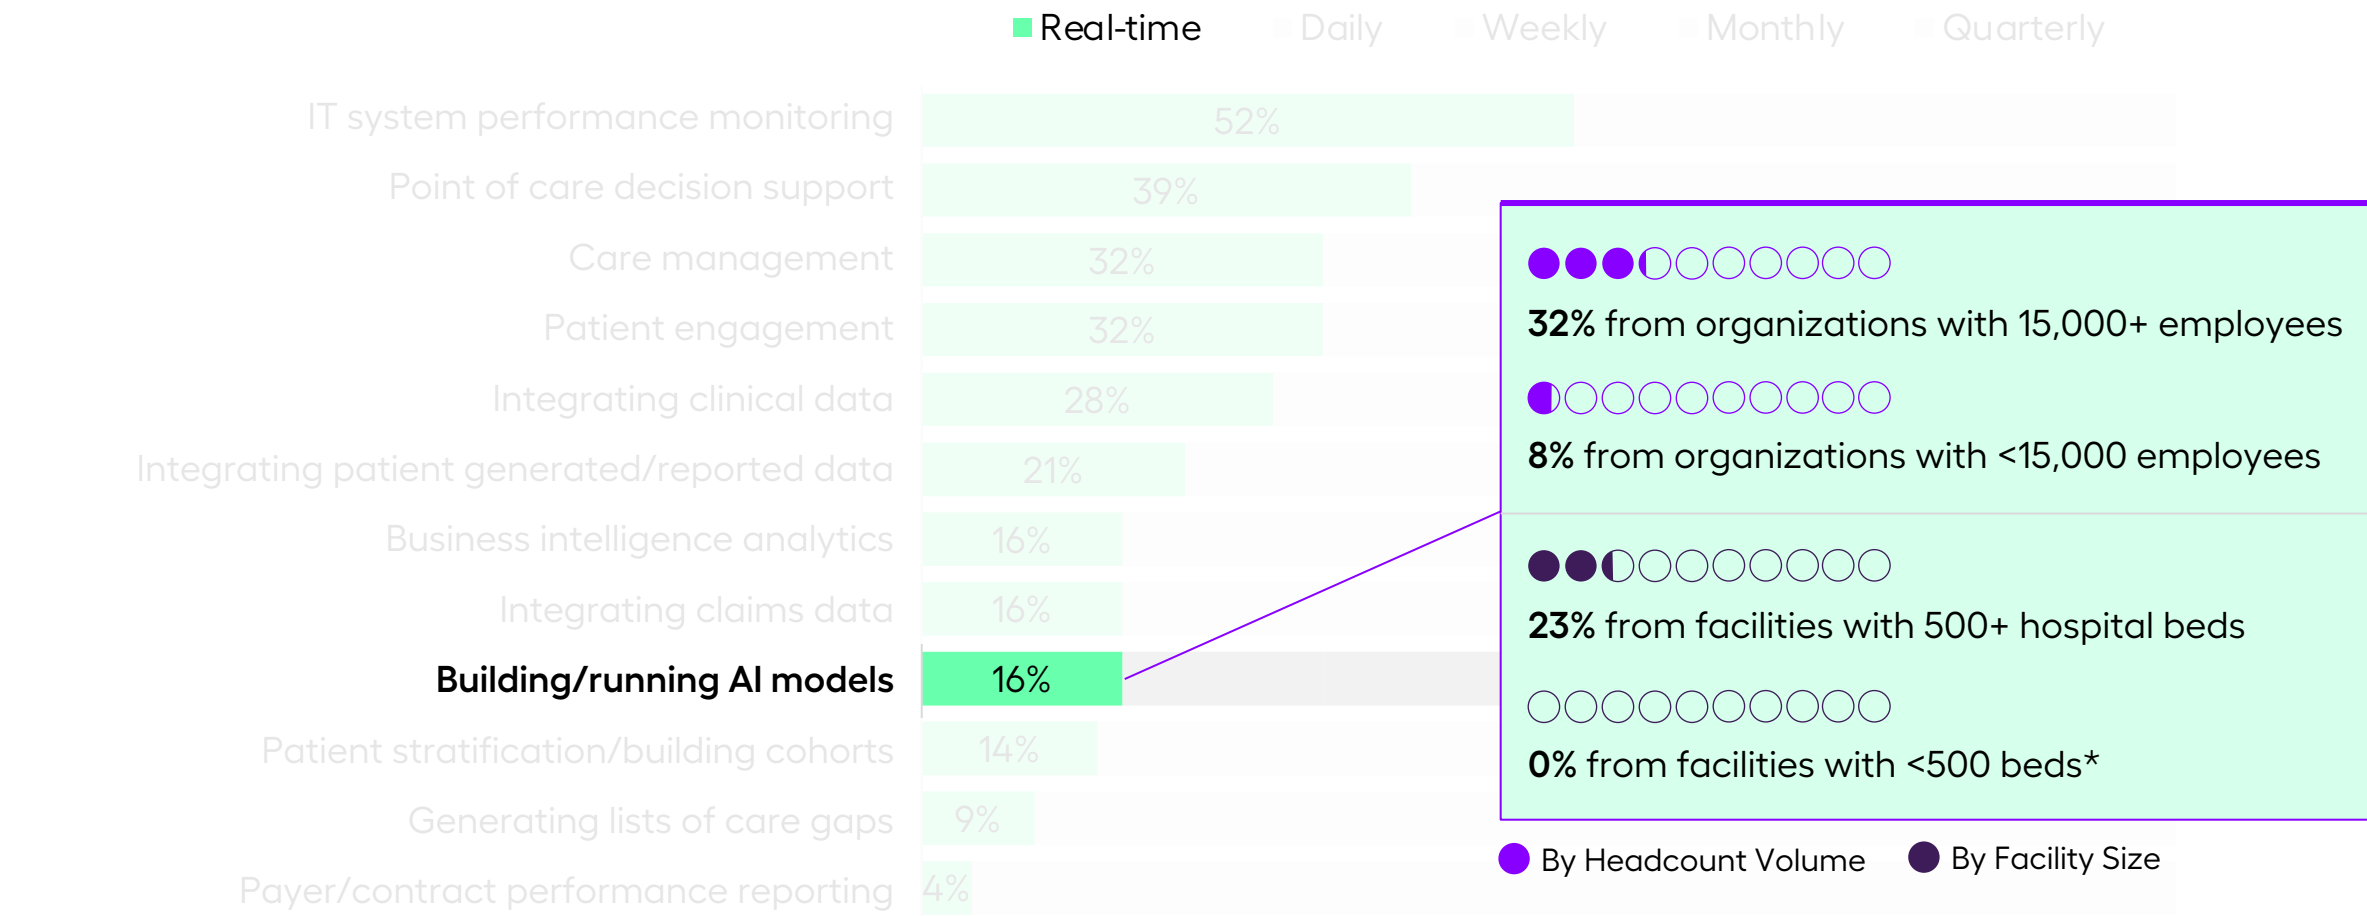 Real-time Daily Weekly Monthly Quarterly
IT system performance monitoring 52%
Point of care decision support 39%
Care management 32%
Patient engagement 32%
Integrating clinical data 28%
Integrating patient generated/reported data 21%
Business intelligence analytics 16%
Integrating claims data 16%
Building/running AI models 16%
Patient stratification/building cohorts 14%
Generating lists of care gaps 9%
Payer/contract performance reporting 4%
32% from organizations with 15,000+ employees
8% from organizations with <15,000 employees
23% from facilities with 500+ hospital beds
0% from facilities with <500 beds*
By Headcount Volume By Facility Size